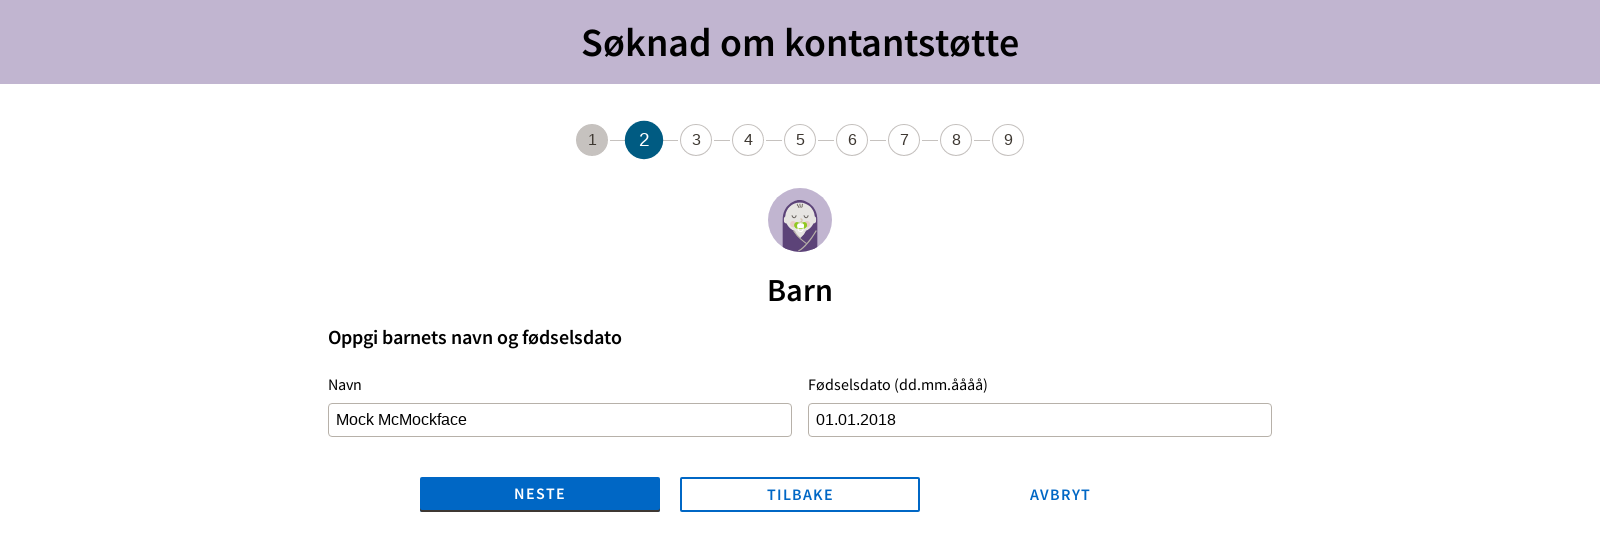 Søknad om kontantstøtte
1 2 3 4 5 6 7 8 9
Barn
Oppgi barnets navn og fødselsdato
Navn Fødselsdato (dd.mm.åååå)
Mock McMockface 01.01.2018
NESTE TILBAKE AVBRYT